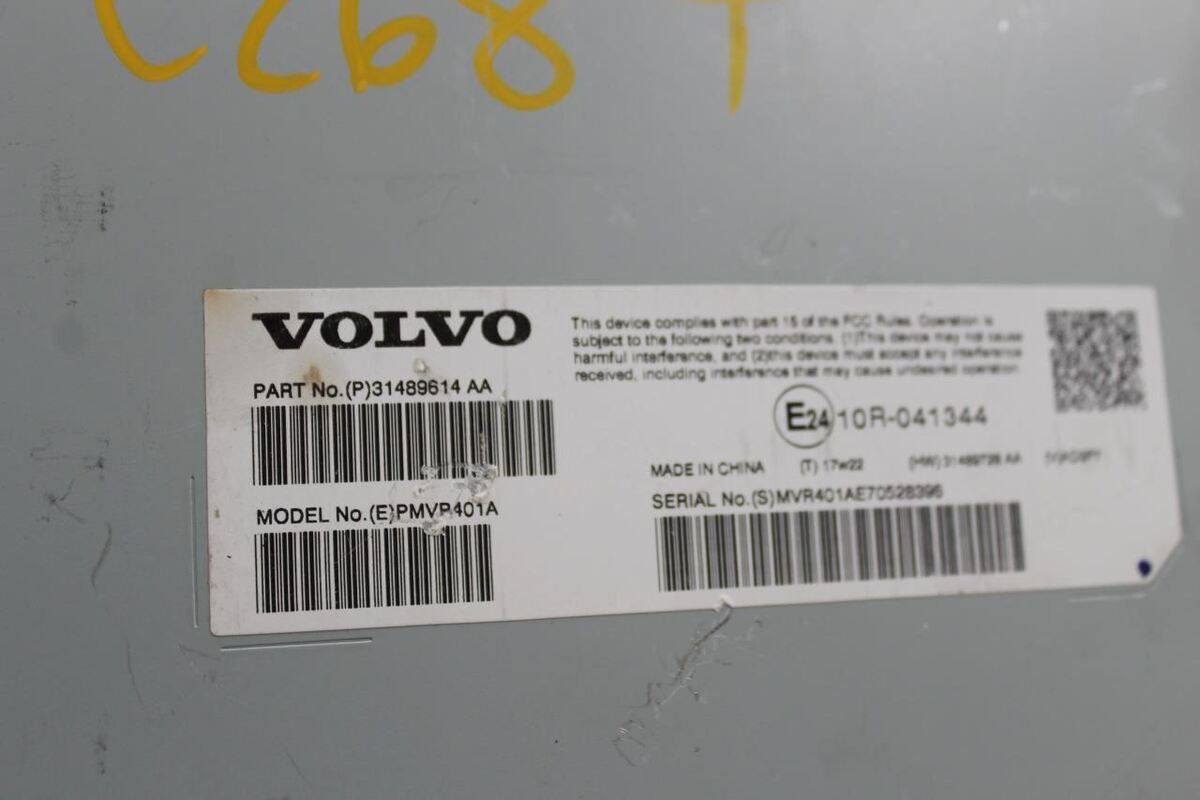 VOLVO
This device complies with part 15 of the FCC Rules. Operation is
subject to the following two conditions. (1)This device may not cause
harmful interference, and (2)this device must accept any interference
received, including interference that may cause undesired operation.
PART No.(P)31489614 AA
E24 10R-041344
MADE IN CHINA (T) 17w22 (HW) 31489728 AA
MODEL No.(E)PMVR401A
SERIAL No.(S)MVR401AE70528396